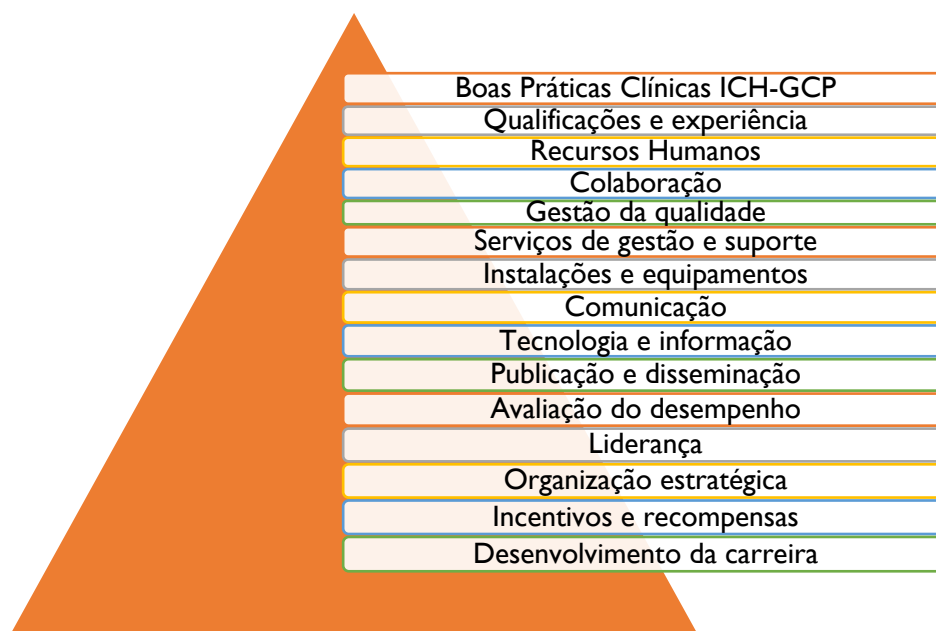 Boas Práticas Clínicas ICH-GCP
Qualificações e experiência
Recursos Humanos
Colaboração
Gestão da qualidade
Serviços de gestão e suporte
Instalações e equipamentos
Comunicação
Tecnologia e informação
Publicação e disseminação
Avaliação do desempenho
Liderança
Organização estratégica
Incentivos e recompensas
Desenvolvimento da carreira